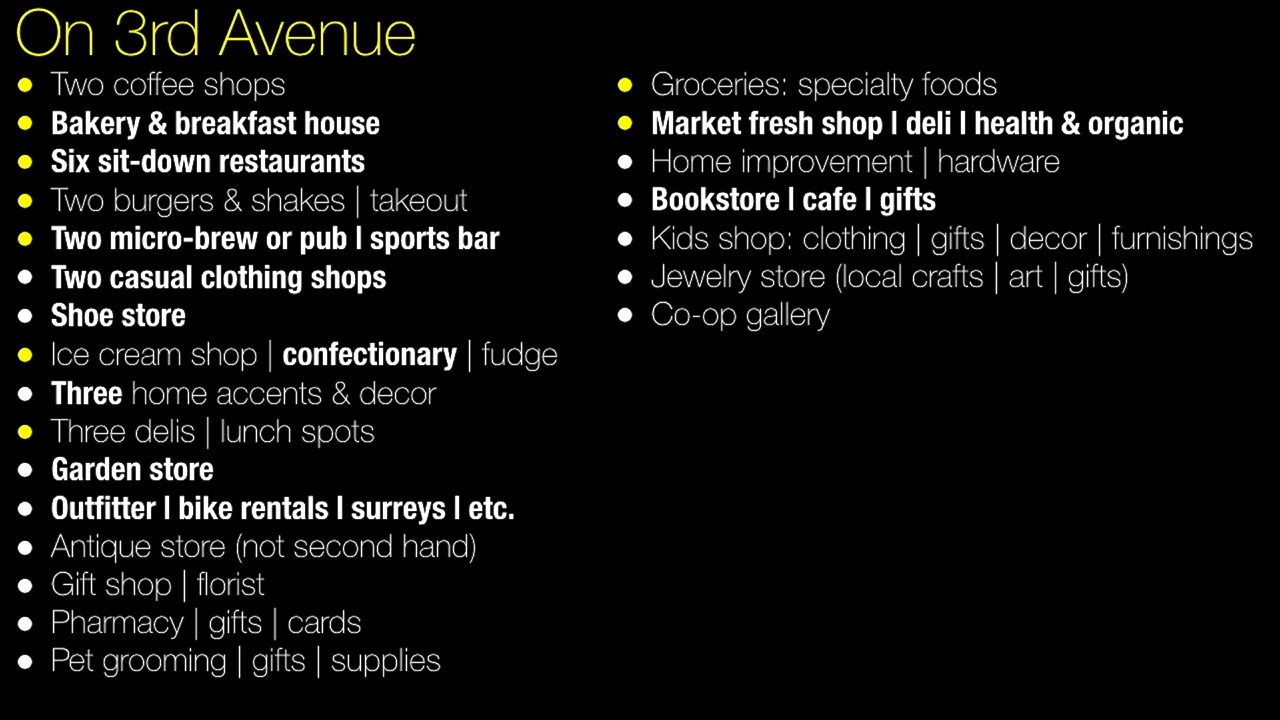 On 3rd Avenue
Two coffee shops
Bakery & breakfast house
Six sit-down restaurants
Two burgers & shakes | takeout
Two micro-brew or pub | sports bar
Two casual clothing shops
Shoe store
Ice cream shop | confectionary | fudge
Three home accents & decor
Three delis | lunch spots
Garden store
Outfitter | bike rentals | surreys | etc.
Antique store (not second hand)
Gift shop | florist
Pharmacy | gifts | cards
Pet grooming | gifts | supplies
Groceries: specialty foods
Market fresh shop | deli | health & organic
Home improvement | hardware
Bookstore | cafe | gifts
Kids shop: clothing | gifts | decor | furnishings
Jewelry store (local crafts | art | gifts)
Co-op gallery